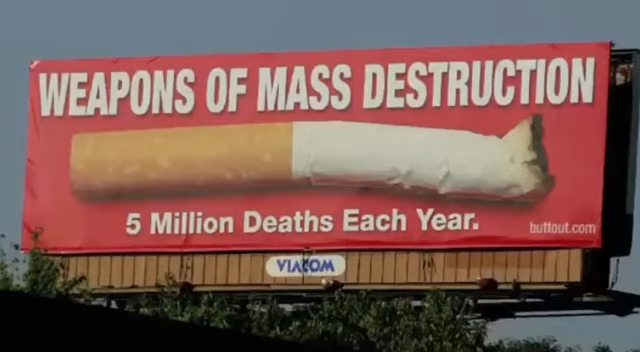 WEAPONS OF MASS DESTRUCTION
5 Million Deaths Each Year.
buttout.com
VIACOM